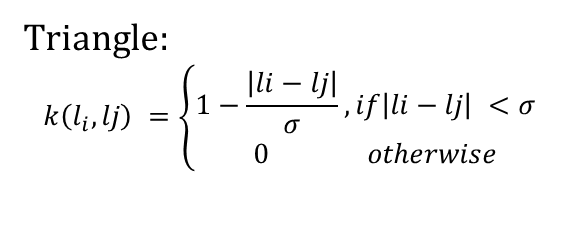 Triangle:
k(l_i, lj) = { 1 − |li − lj| / σ , if|li − lj| < σ
0 otherwise